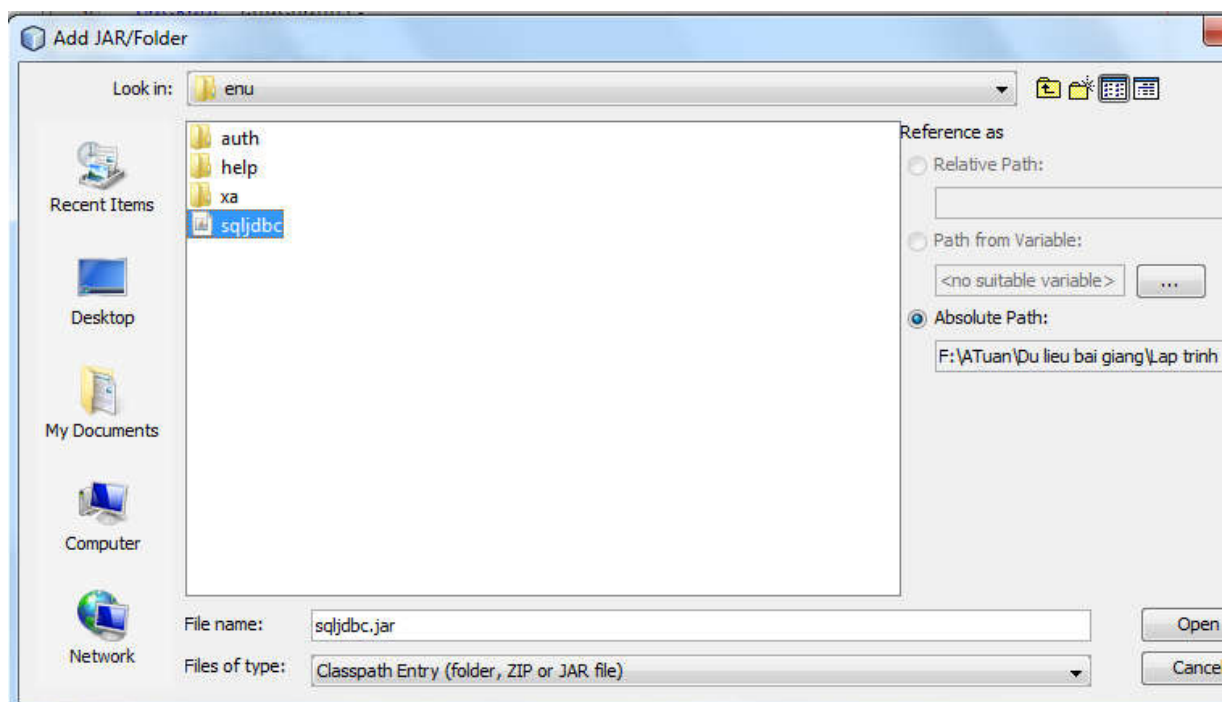 Add JAR/Folder
Look in:
enu
Recent Items
Desktop
My Documents
Computer
Network
auth
help
xa
sqljdbc
Reference as
Relative Path:
Path from Variable:
<no suitable variable>
...
Absolute Path:
F:\ATuan\Du lieu bai giang\Lap trinh
File name:
sqljdbc.jar
Open
Files of type:
Classpath Entry (folder, ZIP or JAR file)
Cance